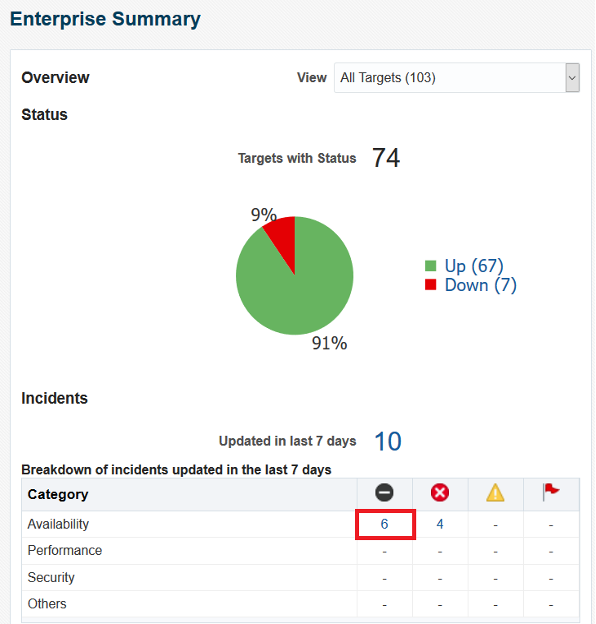 Enterprise Summary
Overview View All Targets (103)
Status
Targets with Status 74
9%
Up (67)
Down (7)
91%
Incidents
Updated in last 7 days 10
Breakdown of incidents updated in the last 7 days
Category
Availability 6 4 - -
Performance - - - -
Security - - - -
Others - - - -